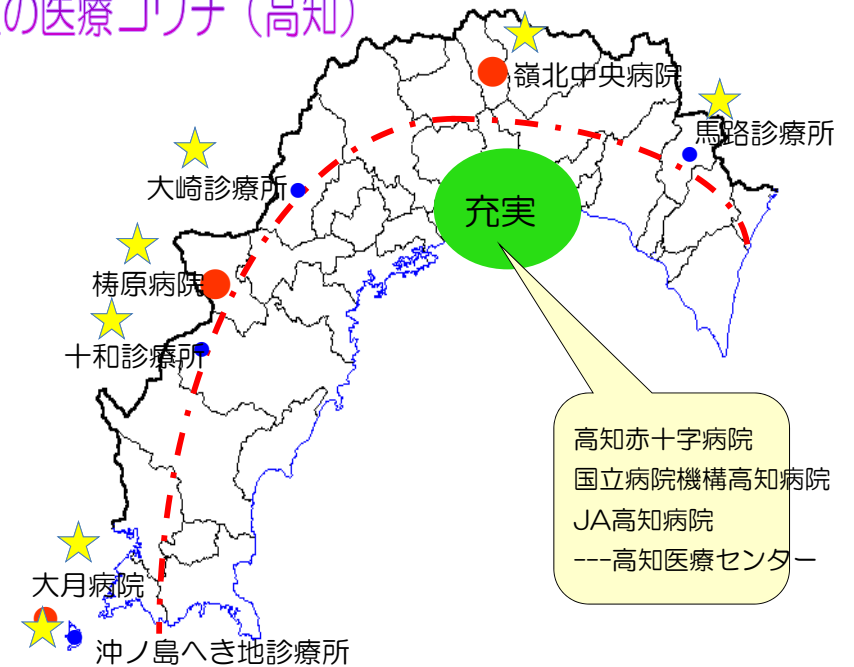 の医療コリナ（高知）
嶺北中央病院
馬路診療所
大崎診療所
充実
梼原病院
十和診療所
高知赤十字病院
国立病院機構高知病院
JA高知病院
---高知医療センター
大月病院
沖ノ島へき地診療所